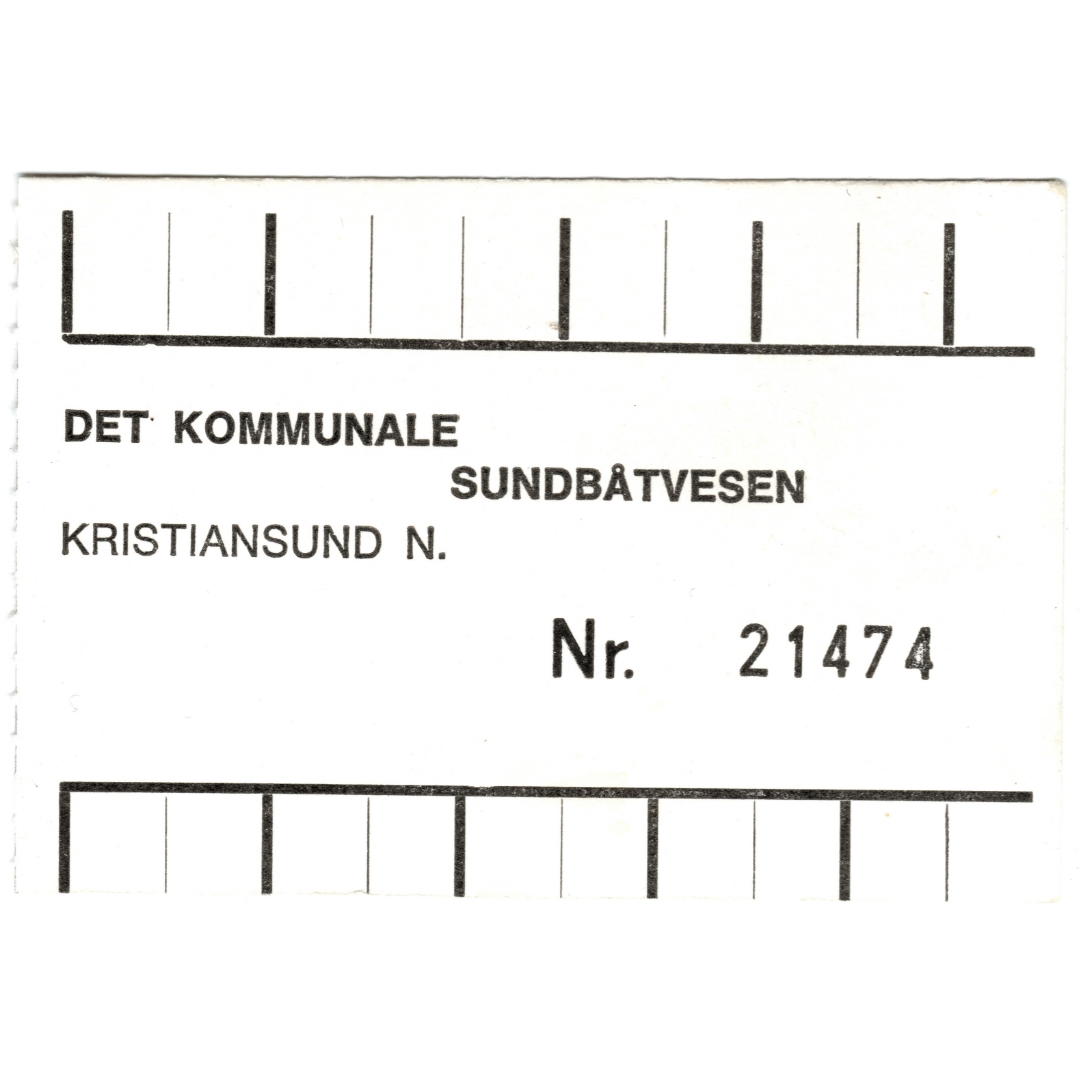 DET KOMMUNALE
SUNDBÅTVESEN
KRISTIANSUND N.
Nr. 21474